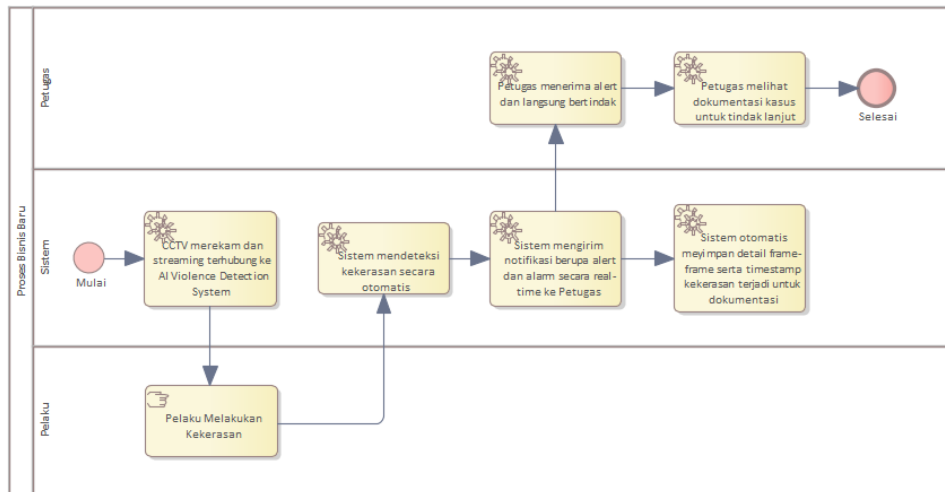 Proses Bisnis Baru
Petugas
Petugas menerima alert
dan langsung bertindak
Petugas melihat
dokumentasi kasus
untuk tindak lanjut
Selesai
Sistem
Mulai
CCTV merekam dan
streaming terhubung ke
AI Violence Detection
System
Sistem mendeteksi
kekerasan secara
otomatis
Sistem mengirim
notifikasi berupa alert
dan alarm secara real-
time ke Petugas
Sistem otomatis
meyimpan detail frame-
frame serta timestamp
kekerasan terjadi untuk
dokumentasi
Pelaku
Pelaku Melakukan
Kekerasan